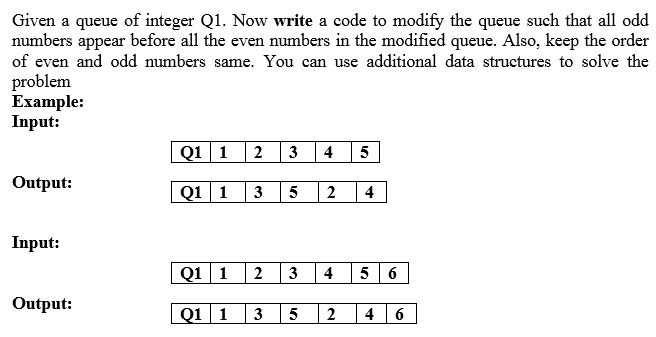 Given a queue of integer Q1. Now write a code to modify the queue such that all odd
numbers appear before all the even numbers in the modified queue. Also, keep the order
of even and odd numbers same. You can use additional data structures to solve the
problem
Example:
Input:
Q1 1 2 3 4 5
Output:
Q1 1 3 5 2 4
Input:
Q1 1 2 3 4 5 6
Output:
Q1 1 3 5 2 4 6